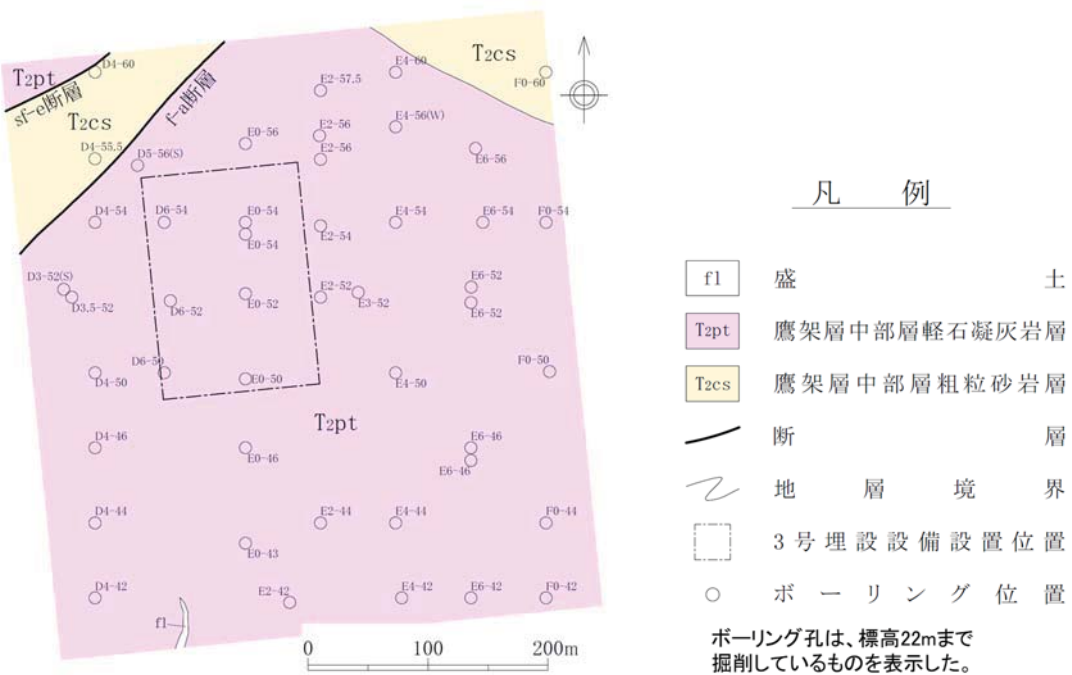 T2pt
D4-60
sf-e断層
f-a断層
T2cs
E4-60
T2cs
F0-60
E2-57.5
D4-55.5
D5-56(S)
E0-56
E2-56
E2-56
E4-56(W)
E6-56
D4-54
D6-54
E0-54
E0-54
E2-54
E4-54
E6-54
F0-54
D3-52(S)
D3.5-52
D6-52
E0-52
E2-52
E3-52
E6-52
E6-52
D4-50
D6-50
E0-50
E4-50
F0-50
T2pt
D4-46
E0-46
E6-46
E6-46
D4-44
E2-44
E4-44
F0-44
E0-43
D4-42
E2-42
E4-42
E6-42
F0-42
f1
0 100 200m
凡 例
f1 盛 土
T2pt 鷹架層中部層軽石凝灰岩層
T2cs 鷹架層中部層粗粒砂岩層
断 層
地 層 境 界
3号埋設設備設置位置
ボーリング位置
ボーリング孔は、標高22mまで
掘削しているものを表示した。